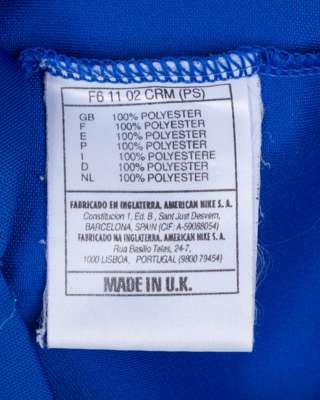 F6 11 02 CRM (PS)
GB 100% POLYESTER
F 100% POLYESTER
E 100% POLYESTER
P 100% POLYESTER
I 100% POLIESTERE
D 100% POLYESTER
NL 100% POLYESTER
FABRICADO EN INGLATERRA, AMERICAN NIKE S.A.
Constitucion 1, Ed. B, Sant Just Desvern,
BARCELONA, SPAIN (CIF: A-59088054)
FABRICADO NA INGLATERRA, AMERICAN NIKE S.A.
Rua Basilio Teles, 24-7,
1000 LISBOA, PORTUGAL (9800 79454)
MADE IN U.K.